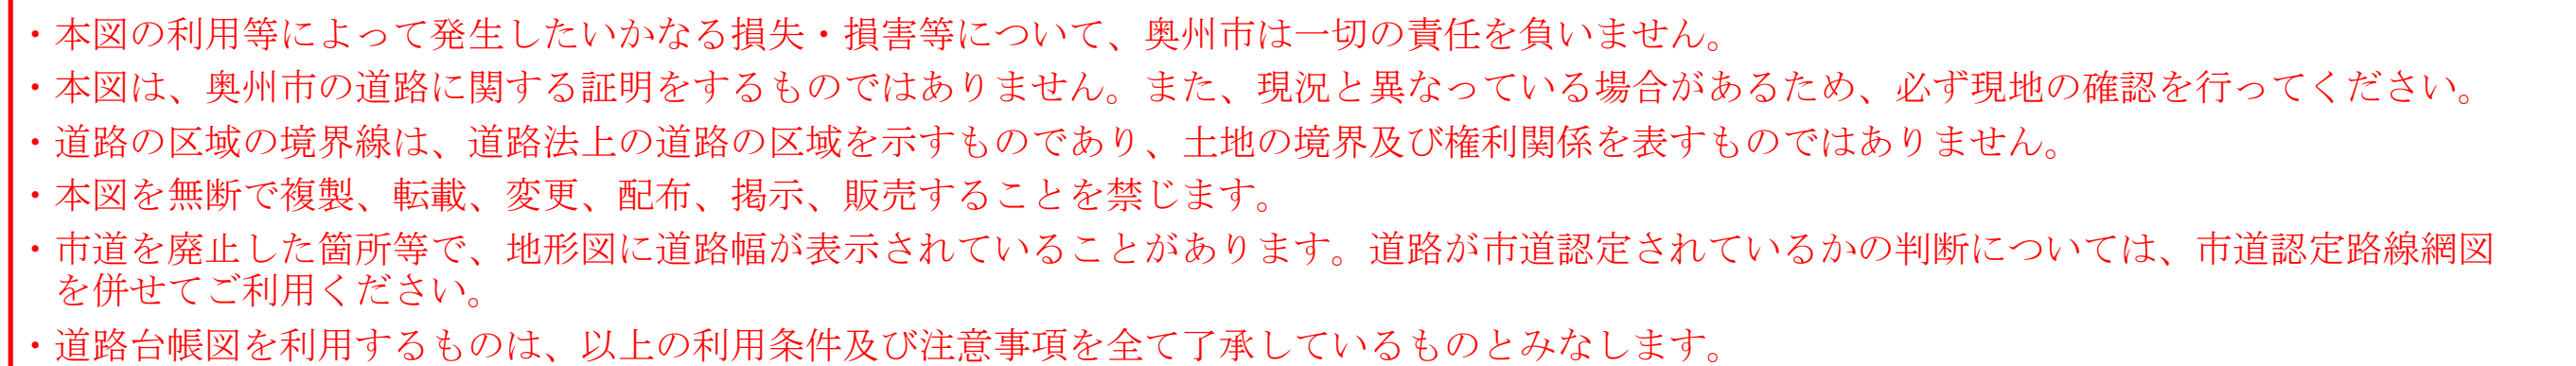 ・本図の利用等によって発生したいかなる損失・損害等について、奥州市は一切の責任を負いません。
・本図は、奥州市の道路に関する証明をするものではありません。また、現況と異なっている場合があるため、必ず現地の確認を行ってください。
・道路の区域の境界線は、道路法上の道路の区域を示すものであり、土地の境界及び権利関係を表すものではありません。
・本図を無断で複製、転載、変更、配布、掲示、販売することを禁じます。
・市道を廃止した箇所等で、地形図に道路幅が表示されていることがあります。道路が市道認定されているかの判断については、市道認定路線網図
を併せてご利用ください。
・道路台帳図を利用するものは、以上の利用条件及び注意事項を全て了承しているものとみなします。